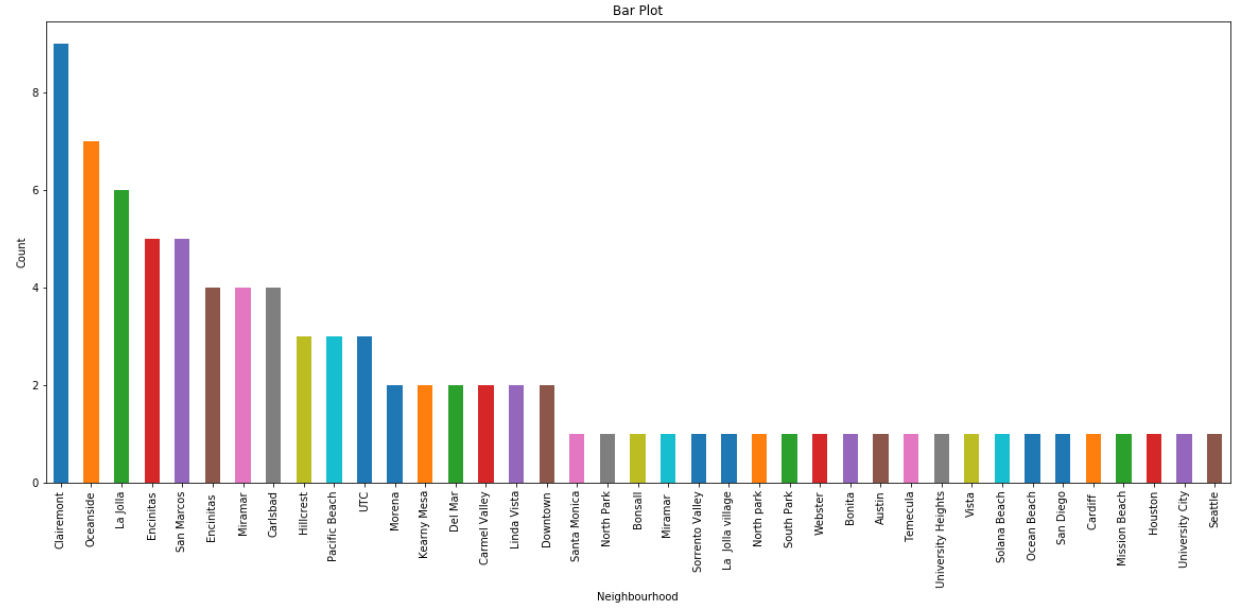 Bar Plot
8
6
4
2
0
Count
Clairemont
Oceanside
La Jolla
Encinitas
San Marcos
Encinitas
Miramar
Carlsbad
Hillcrest
Pacific Beach
UTC
Morena
Kearny Mesa
Del Mar
Carmel Valley
Linda Vista
Downtown
Santa Monica
North Park
Bonsall
Miramar
Sorrento Valley
La  Jolla village
North park
South Park
Webster
Bonita
Austin
Temecula
University Heights
Vista
Solana Beach
Ocean Beach
San Diego
Cardiff
Mission Beach
Houston
University City
Seattle
Neighbourhood